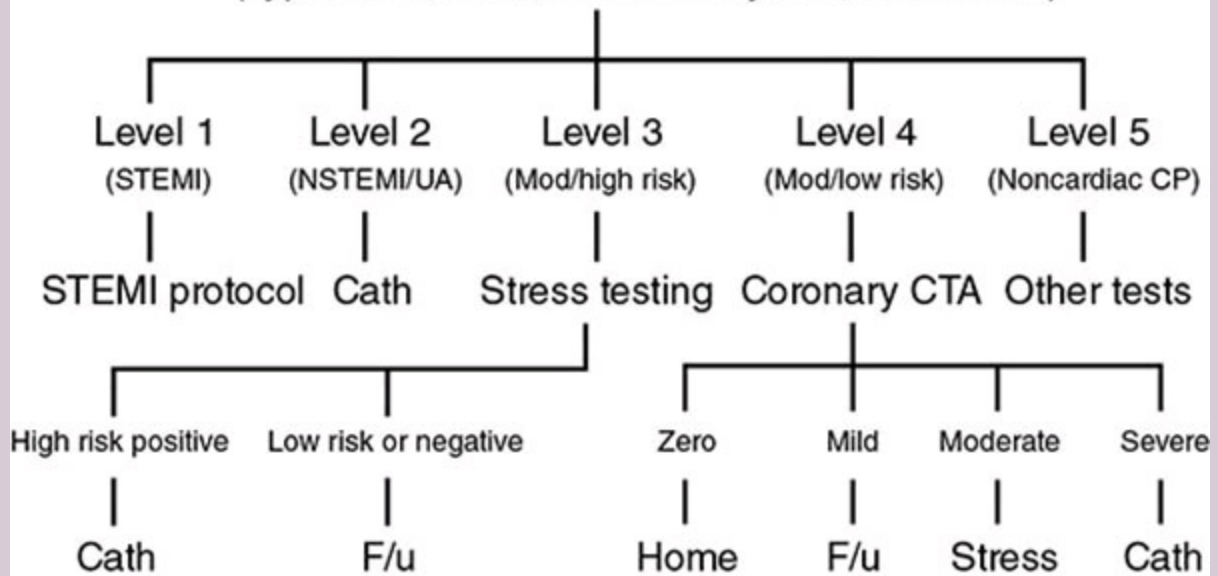 Level 1 Level 2 Level 3 Level 4 Level 5
(STEMI) (NSTEMI/UA) (Mod/high risk) (Mod/low risk) (Noncardiac CP)
STEMI protocol Cath Stress testing Coronary CTA Other tests
High risk positive Low risk or negative Zero Mild Moderate Severe
Cath F/u Home F/u Stress Cath